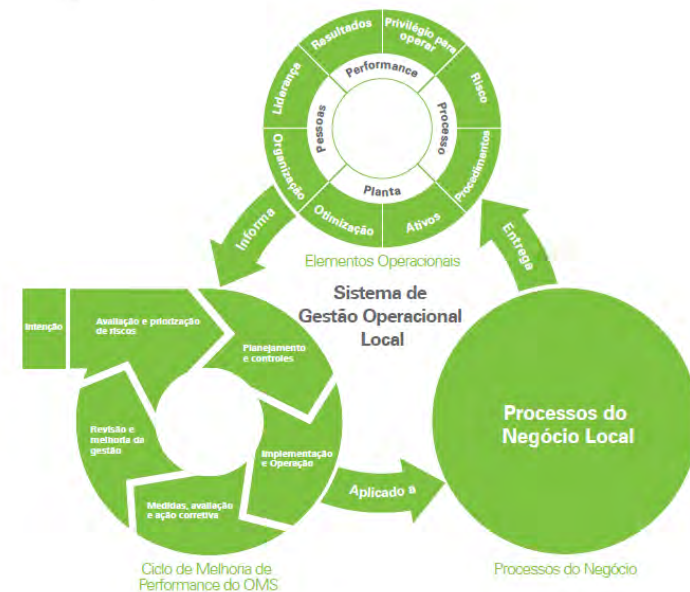 Resultados
Privilégio para
operar
Liderança
Risco
Performance
Pessoas
Processo
Planta
Organização
Procedimentos
Otimização
Ativos
Informa
Entrega
Elementos Operacionais
Sistema de
Gestão Operacional
Local
Intenção
Avaliação e priorização
de riscos
Planejamento
e controles
Revisão e
melhoria da
gestão
Implementação
e Operação
Medidas, avaliação
e ação corretiva
Aplicado a
Processos do
Negócio Local
Ciclo de Melhoria de
Performance do OMS
Processos do Negócio